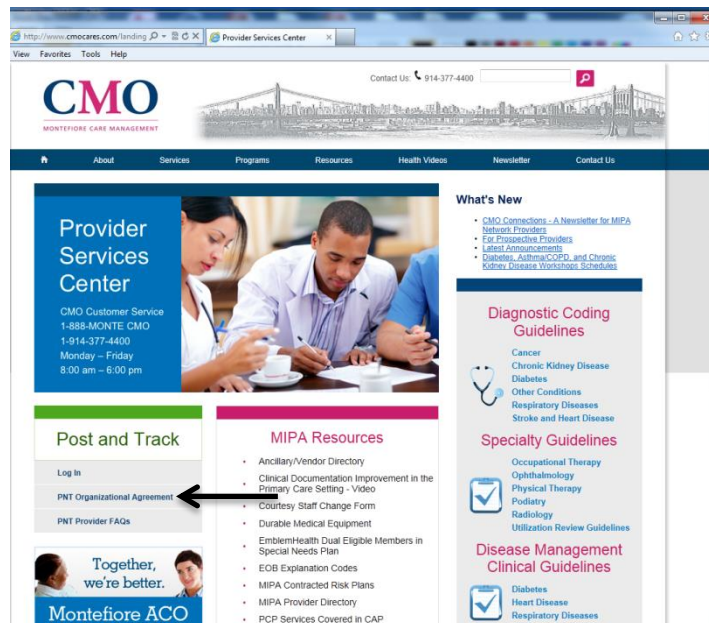 http://www.cmocares.com/landing
Provider Services Center
View Favorites Tools Help
CMO
MONTEFIORE CARE MANAGEMENT
Contact Us: 914-377-4400
About Services Programs Resources Health Videos Newsletter Contact Us
Provider
Services
Center
CMO Customer Service
1-888-MONTE CMO
1-914-377-4400
Monday – Friday
8:00 am – 6:00 pm
What's New
• CMO Connections - A Newsletter for MIPA
Network Providers
• For Prospective Providers
• Latest Announcements
• Diabetes, Asthma/COPD, and Chronic
Kidney Disease Workshops Schedules
Post and Track
Log In
PNT Organizational Agreement
PNT Provider FAQs
Together,
we're better.
Montefiore ACO
MIPA Resources
• Ancillary/Vendor Directory
• Clinical Documentation Improvement in the
Primary Care Setting - Video
• Courtesy Staff Change Form
• Durable Medical Equipment
• EmblemHealth Dual Eligible Members in
Special Needs Plan
• EOB Explanation Codes
• MIPA Contracted Risk Plans
• MIPA Provider Directory
• PCP Services Covered in CAP
Diagnostic Coding
Guidelines
Cancer
Chronic Kidney Disease
Diabetes
Other Conditions
Respiratory Diseases
Stroke and Heart Disease
Specialty Guidelines
Occupational Therapy
Ophthalmology
Physical Therapy
Podiatry
Radiology
Utilization Review Guidelines
Disease Management
Clinical Guidelines
Diabetes
Heart Disease
Respiratory Diseases